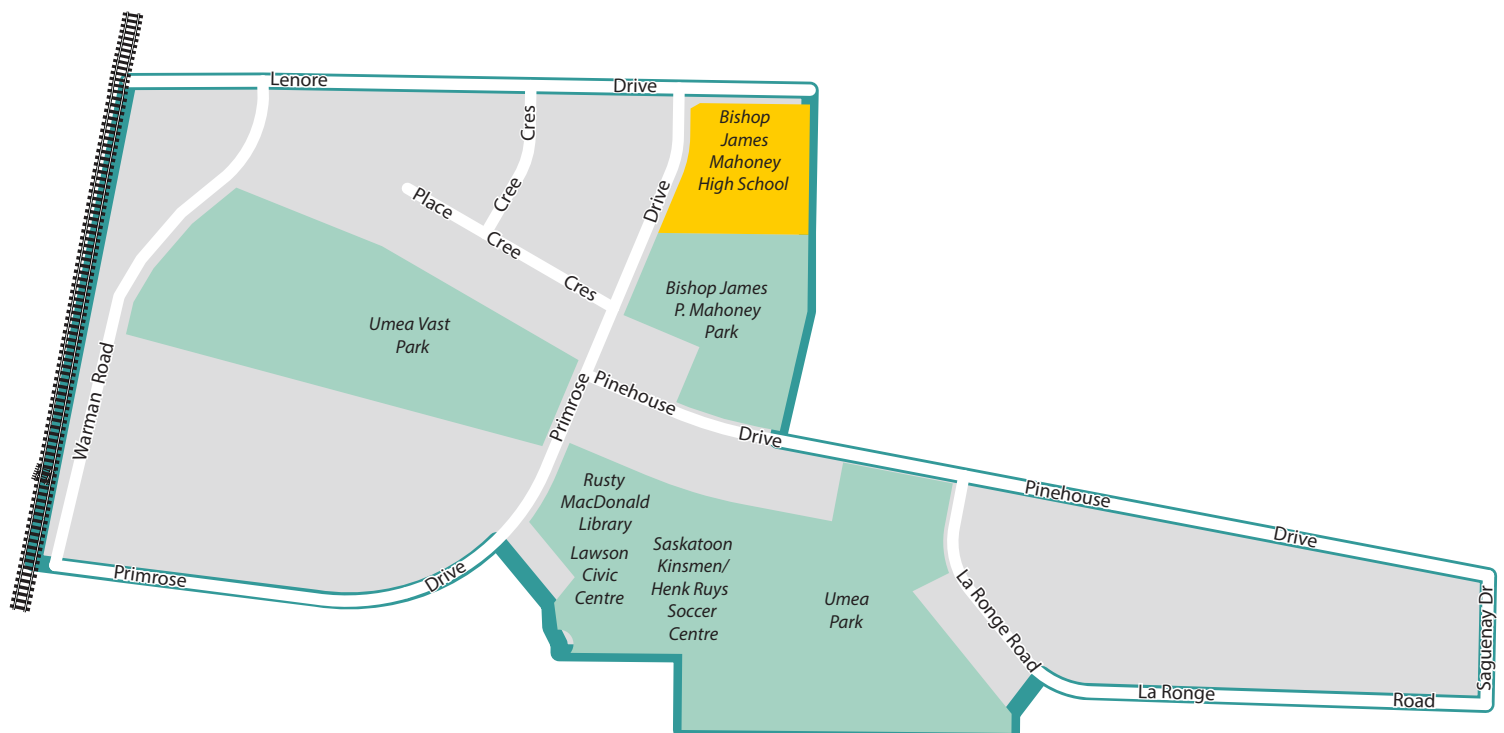 Lenore
Drive
Bishop
James
Mahoney
High School
Cres
Cree
Place
Cree
Cres
Drive
Bishop James
P. Mahoney
Park
Umea Vast
Park
Warman Road
Primrose
Pinehouse
Drive
Pinehouse
Drive
Rusty
MacDonald
Library
Lawson
Civic
Centre
Saskatoon
Kinsmen/
Henk Ruys
Soccer
Centre
Umea
Park
Primrose
Drive
La Ronge Road
Saguenay Dr
La Ronge
Road